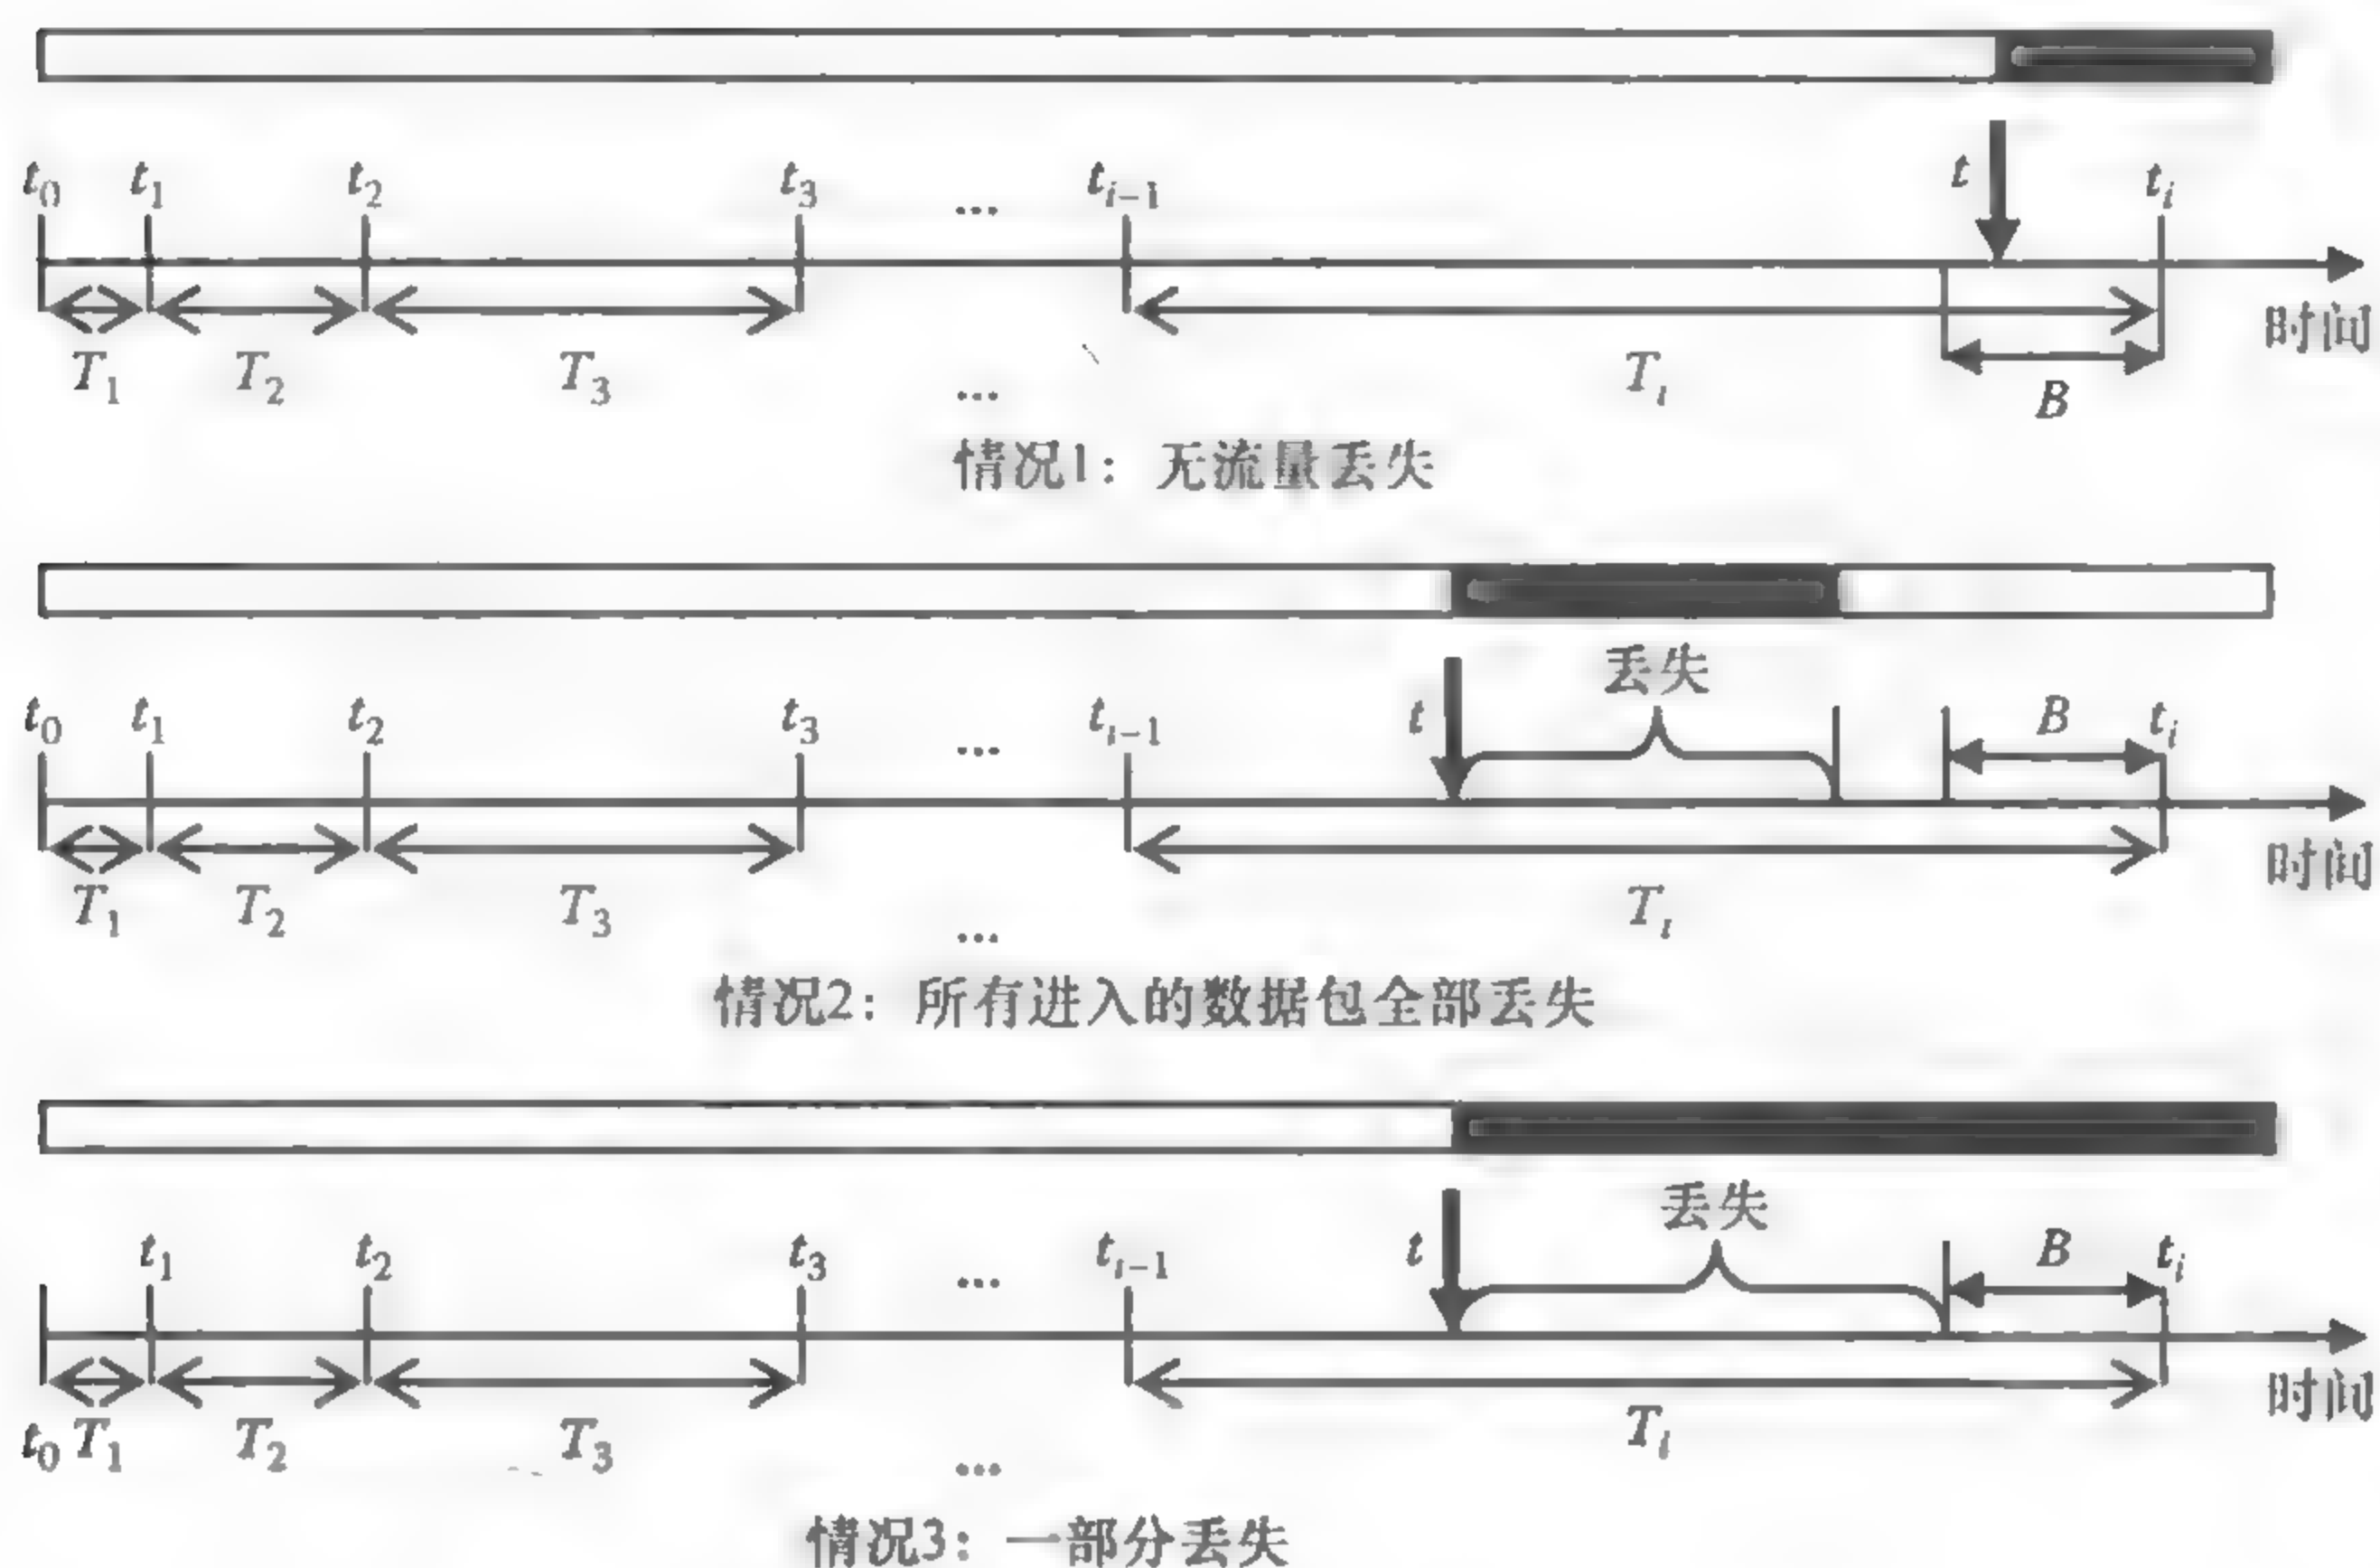 t₀ t₁ t₂ t₃ ... tᵢ₋₁ t tᵢ
时间
T₁ T₂ T₃ ... Tᵢ B
情况1：无流量丢失
丢失
t₀ t₁ t₂ t₃ ... tᵢ₋₁ t B tᵢ
时间
T₁ T₂ T₃ ... Tᵢ
情况2：所有进入的数据包全部丢失
丢失
t₁ t₂ t₃ ... tᵢ₋₁ t B tᵢ
时间
t₀ T₁ T₂ T₃ ... Tᵢ
情况3：一部分丢失